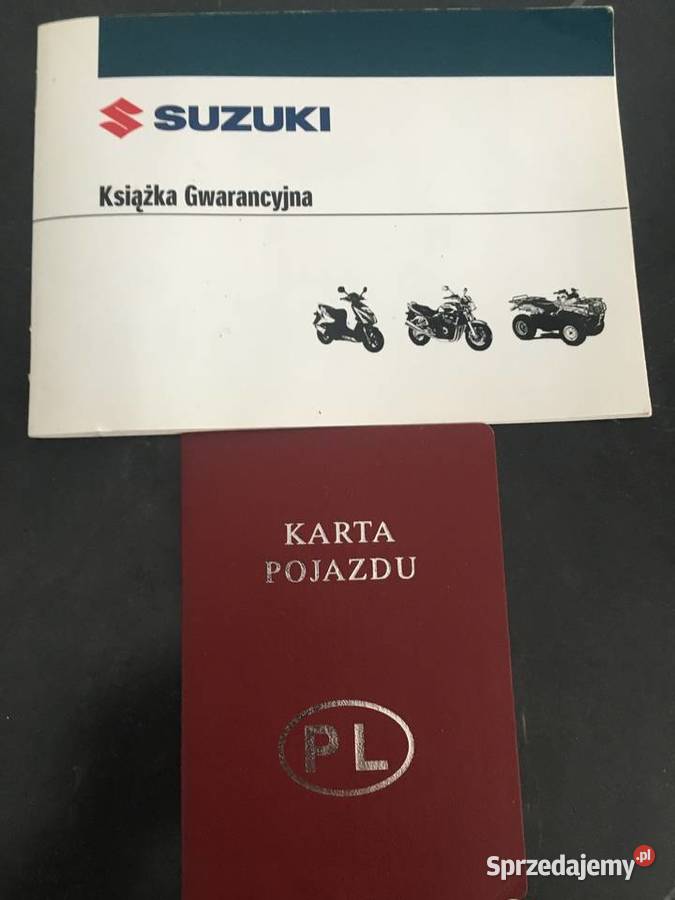 SUZUKI
Książka Gwarancyjna
KARTA
POJAZDU
PL
Sprzedajemy.pl